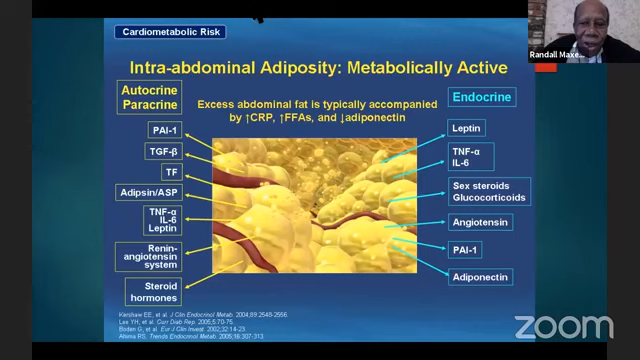 Cardiometabolic Risk
Intra-abdominal Adiposity: Metabolically Active
Autocrine
Paracrine
Excess abdominal fat is typically accompanied
by ↑CRP, ↑FFAs, and ↓adiponectin
Endocrine
PAI-1
TGF-β
TF
Adipsin/ASP
TNF-α
IL-6
Leptin
Renin-
angiotensin
system
Steroid
hormones
Leptin
TNF-α
IL-6
Sex steroids
Glucocorticoids
Angiotensin
PAI-1
Adiponectin
Kershaw EE, et al. J Clin Endocrinol Metab. 2004;89:2548-2556.
Lee YH, et al. Curr Diab Rep. 2005;5:70-75.
Boden G, et al. Eur J Clin Invest. 2002;32:14-23.
Ahima RS, Trends Endocrinol Metab. 2005;16:307-313.
Randall
zoom